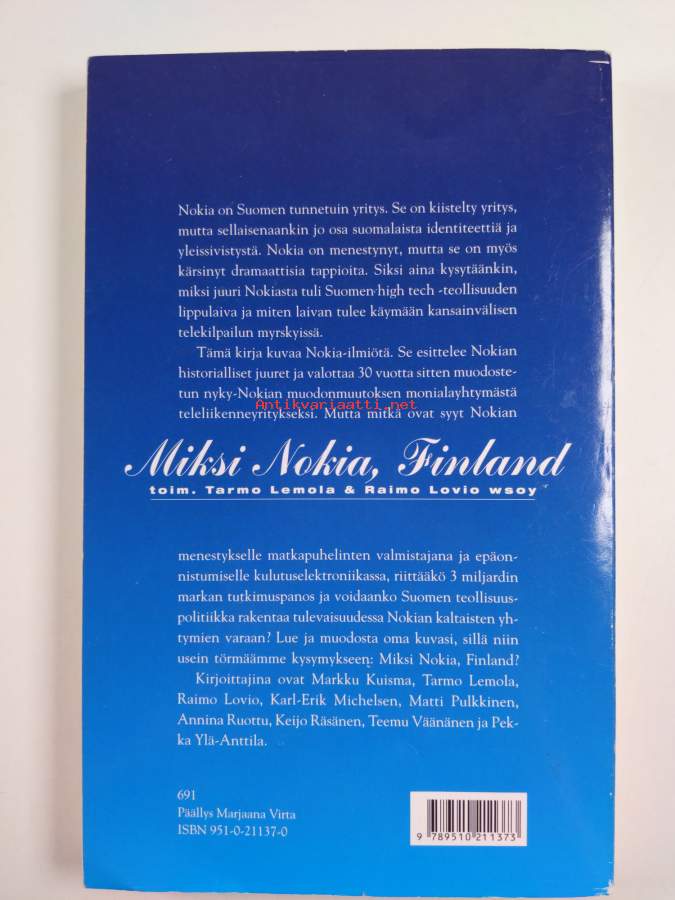 Nokia on Suomen tunnetuin yritys. Se on kiistelty yritys,
mutta sellaisenaankin jo osa suomalaista identiteettiä ja
yleissivistystä. Nokia on menestynyt, mutta se on myös
kärsinyt dramaattisia tappioita. Siksi aina kysytäänkin,
miksi juuri Nokiasta tuli Suomen high tech -teollisuuden
lippulaiva ja miten laivan tulee käymään kansainvälisen
telekilpailun myrskyissä.
Tämä kirja kuvaa Nokia-ilmiötä. Se esittelee Nokian
historialliset juuret ja valottaa 30 vuotta sitten muodoste-
tun nyky-Nokian muodonmuutoksen monialayhtymästä
Antikvariaatti.net
teleliikenneyritykseksi. Mutta mitkä ovat syyt Nokian
Miksi Nokia, Finland
toim. Tarmo Lemola & Raimo Lovio wsoy
menestykselle matkapuhelinten valmistajana ja epäon-
nistumiselle kulutuselektroniikassa, riittääkö 3 miljardin
markan tutkimuspanos ja voidaanko Suomen teollisuus-
politiikka rakentaa tulevaisuudessa Nokian kaltaisten yh-
tymien varaan? Lue ja muodosta oma kuvasi, sillä niin
usein törmäämme kysymykseen: Miksi Nokia, Finland?
Kirjoittajina ovat Markku Kuisma, Tarmo Lemola,
Raimo Lovio, Karl-Erik Michelsen, Matti Pulkkinen,
Annina Ruottu, Keijo Räsänen, Teemu Väänänen ja Pek-
ka Ylä-Anttila.
691
Päällys Marjaana Virta
ISBN 951-0-21137-0
9 789510 211373